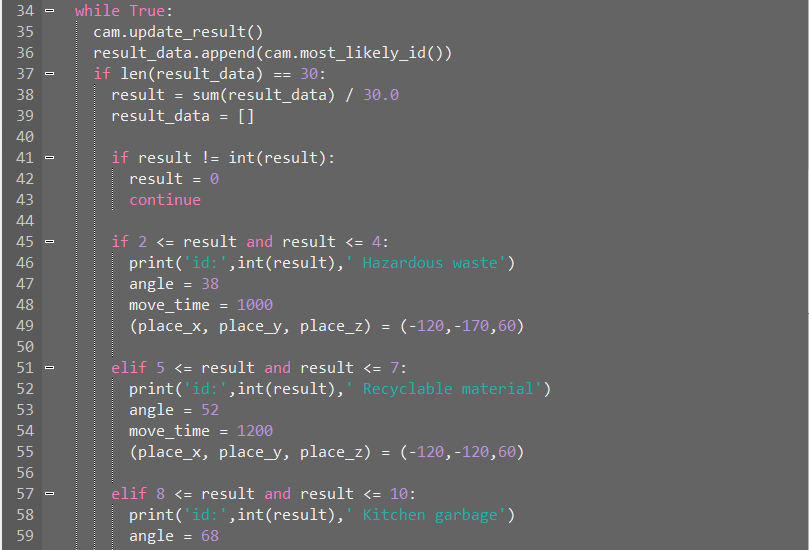 34 while True:
35 cam.update_result()
36 result_data.append(cam.most_likely_id())
37 if len(result_data) == 30:
38 result = sum(result_data) / 30.0
39 result_data = []
40
41 if result != int(result):
42 result = 0
43 continue
44
45 if 2 <= result and result <= 4:
46 print('id:',int(result),' Hazardous waste')
47 angle = 38
48 move_time = 1000
49 (place_x, place_y, place_z) = (-120,-170,60)
50
51 elif 5 <= result and result <= 7:
52 print('id:',int(result),' Recyclable material')
53 angle = 52
54 move_time = 1200
55 (place_x, place_y, place_z) = (-120,-120,60)
56
57 elif 8 <= result and result <= 10:
58 print('id:',int(result),' Kitchen garbage')
59 angle = 68